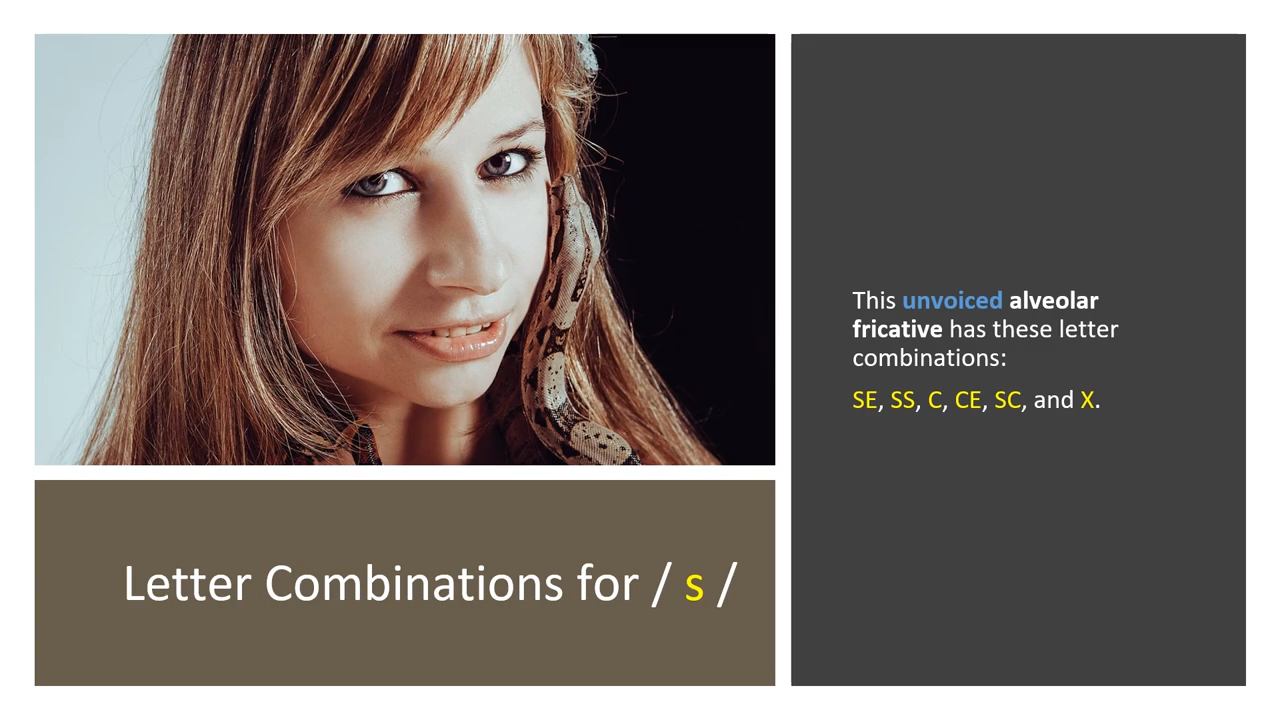 This unvoiced alveolar
fricative has these letter
combinations:
SE, SS, C, CE, SC, and X.
Letter Combinations for / s /